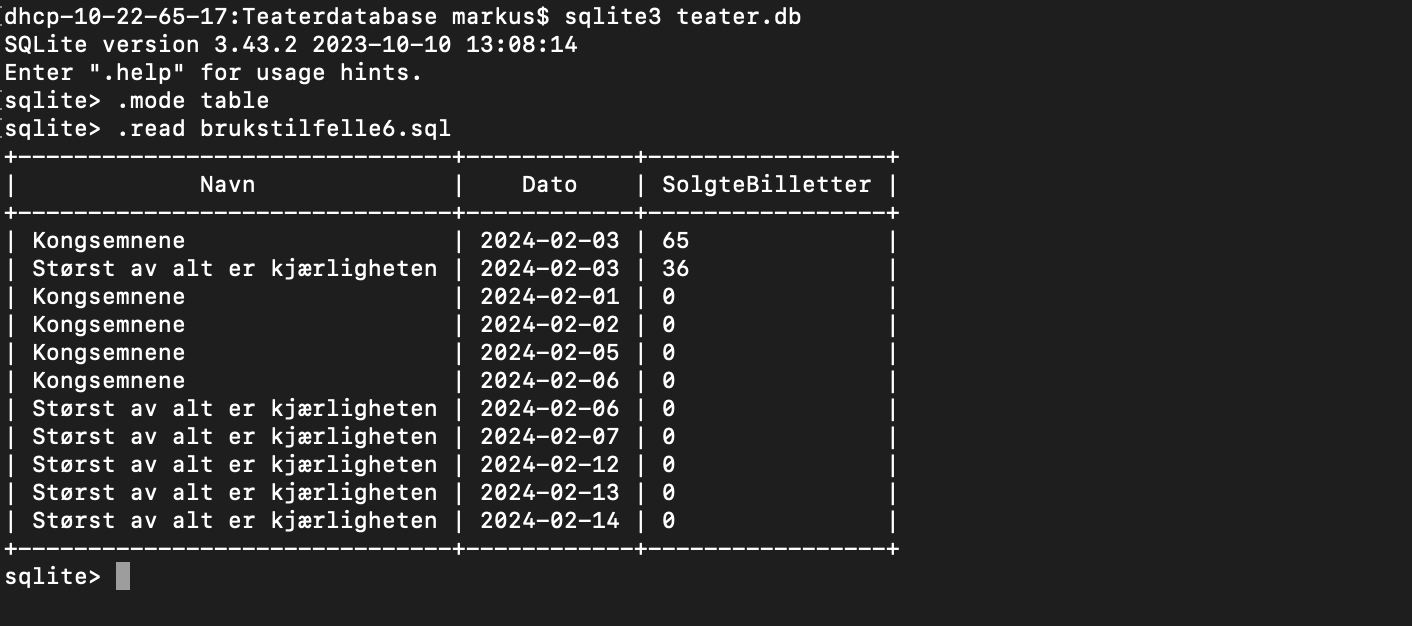 dhcp-10-22-65-17:Teaterdatabase markus$ sqlite3 teater.db
SQLite version 3.43.2 2023-10-10 13:08:14
Enter ".help" for usage hints.
sqlite> .mode table
sqlite> .read brukstilfelle6.sql
+-------------------------------+------------+-----------------+
|             Navn              |    Dato    | SolgteBilletter |
+-------------------------------+------------+-----------------+
| Kongsemnene                   | 2024-02-03 | 65              |
| Størst av alt er kjærligheten | 2024-02-03 | 36              |
| Kongsemnene                   | 2024-02-01 | 0               |
| Kongsemnene                   | 2024-02-02 | 0               |
| Kongsemnene                   | 2024-02-05 | 0               |
| Kongsemnene                   | 2024-02-06 | 0               |
| Størst av alt er kjærligheten | 2024-02-06 | 0               |
| Størst av alt er kjærligheten | 2024-02-07 | 0               |
| Størst av alt er kjærligheten | 2024-02-12 | 0               |
| Størst av alt er kjærligheten | 2024-02-13 | 0               |
| Størst av alt er kjærligheten | 2024-02-14 | 0               |
+-------------------------------+------------+-----------------+
sqlite>